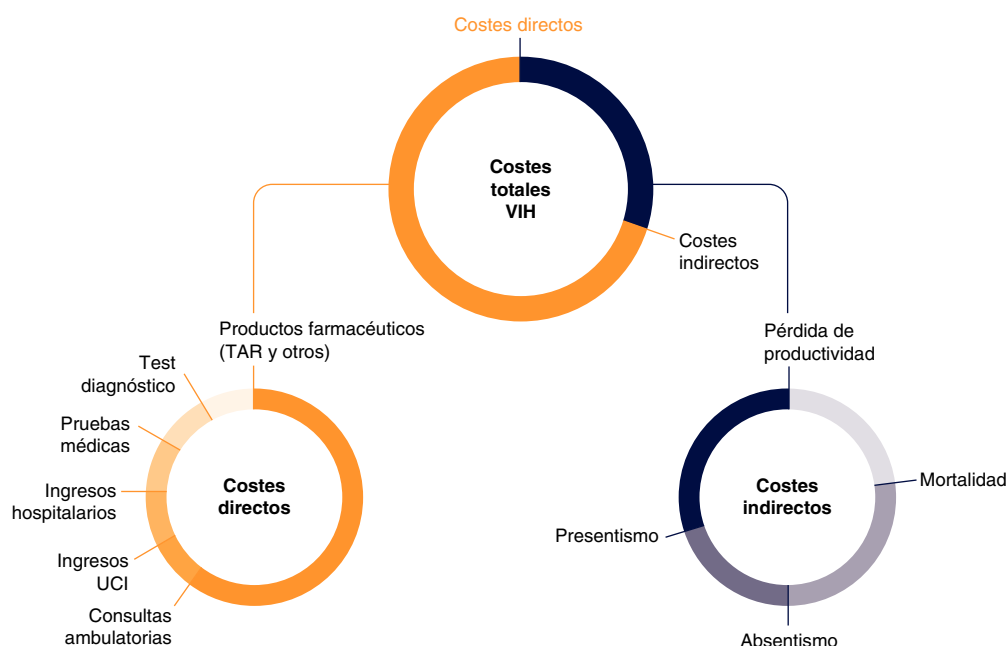 Costes directos
Costes
totales
VIH
Costes
indirectos
Productos farmacéuticos
(TAR y otros)
Test
diagnóstico
Pruebas
médicas
Ingresos
hospitalarios
Ingresos
UCI
Consultas
ambulatorias
Costes
directos
Pérdida de
productividad
Mortalidad
Presentismo
Absentismo
Costes
indirectos